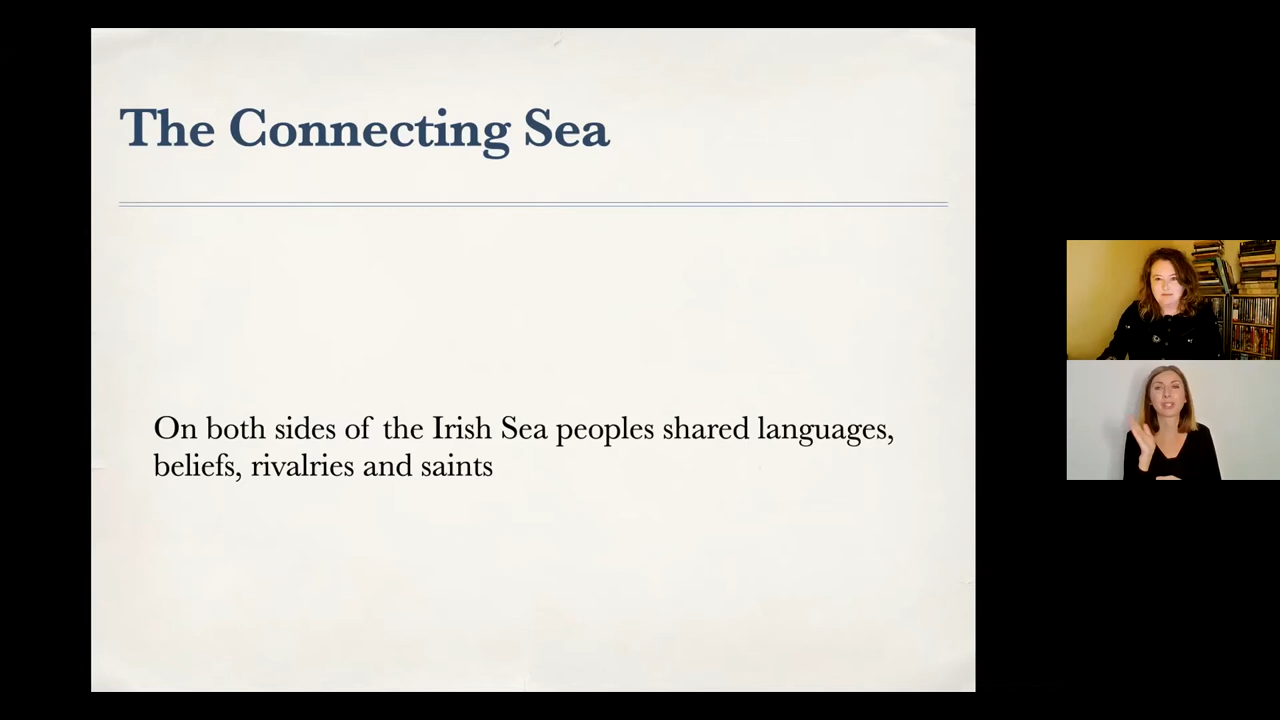 The Connecting Sea
On both sides of the Irish Sea peoples shared languages,
beliefs, rivalries and saints